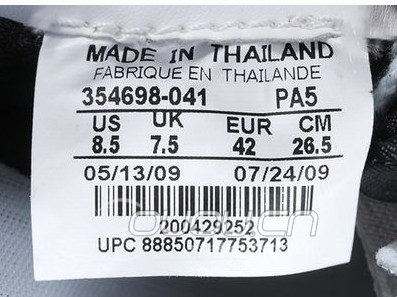 MADE IN THAILAND
FABRIQUE EN THAILANDE
354698-041 PA5
US UK EUR CM
8.5 7.5 42 26.5
05/13/09 07/24/09
200429252
UPC 88850717753713